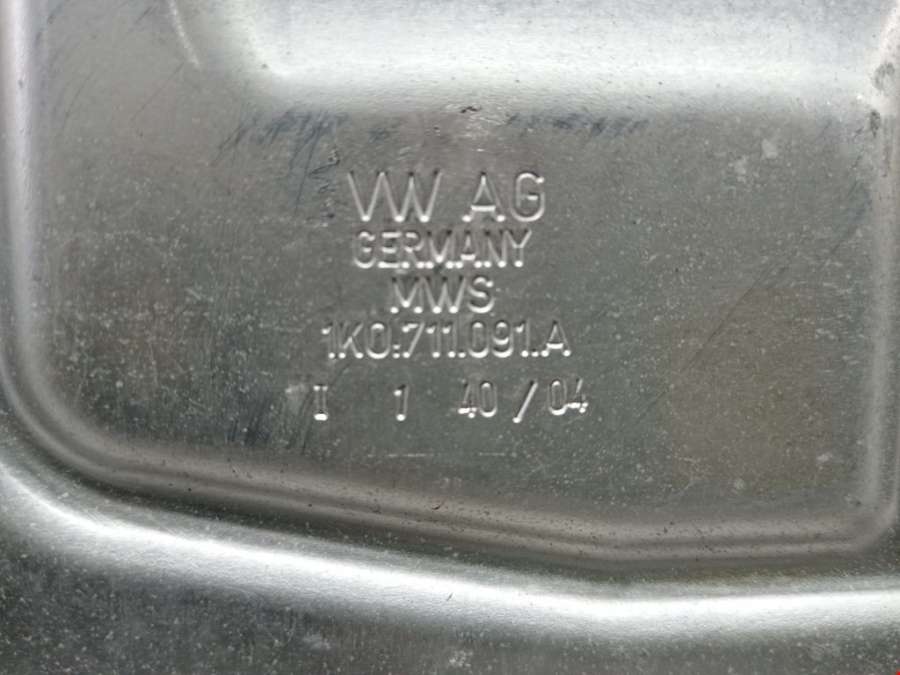 VW AG
GERMANY
MWS
1K0.711.091.A
I 1 40/04